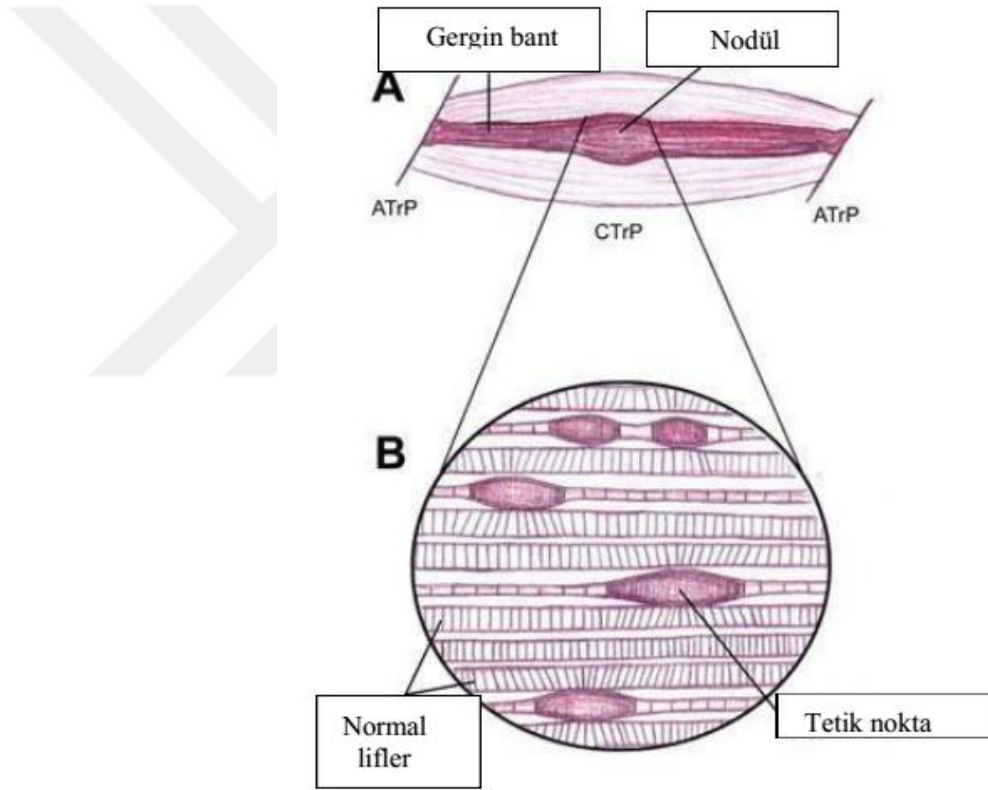 Gergin bant
Nodül
A
ATrP
CTrP
ATrP
B
Normal
lifler
Tetik nokta